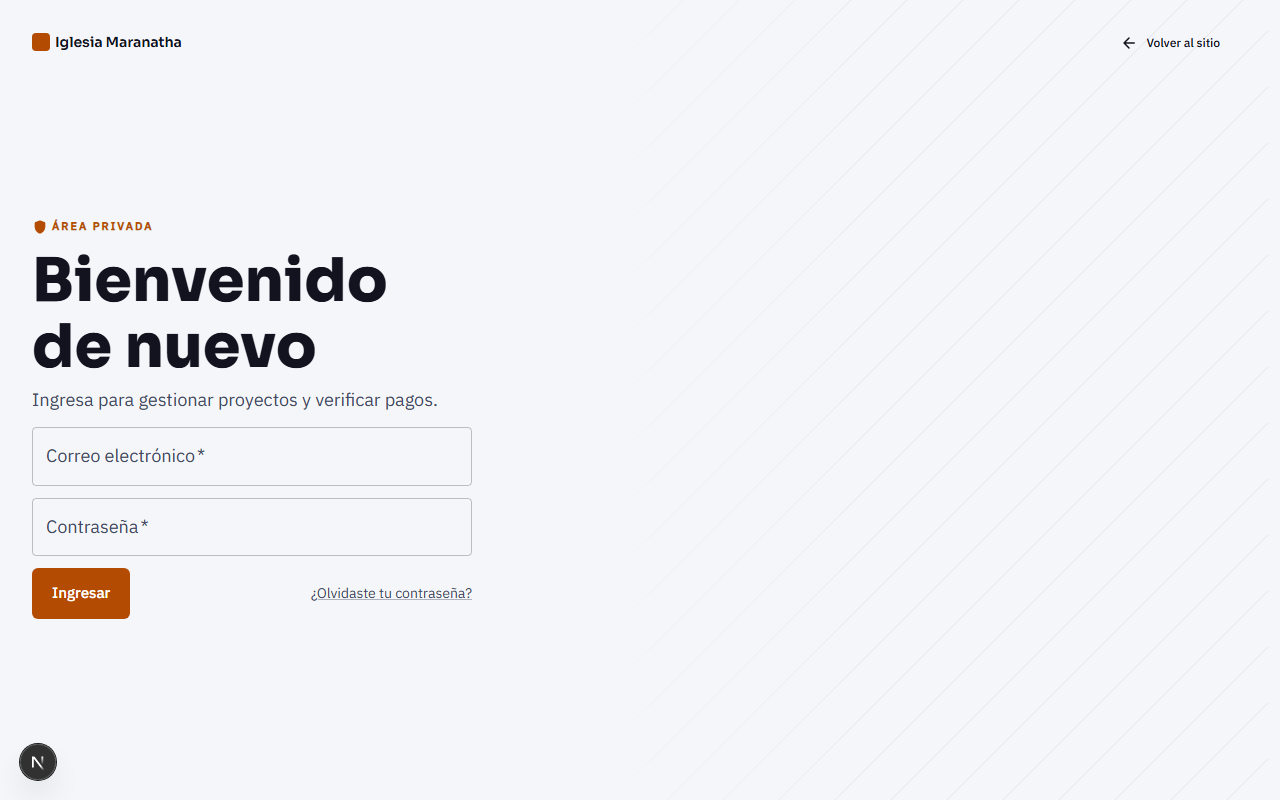 Iglesia Maranatha
Volver al sitio
ÁREA PRIVADA
Bienvenido
de nuevo
Ingresa para gestionar proyectos y verificar pagos.
Correo electrónico *
Contraseña *
Ingresar
¿Olvidaste tu contraseña?
N